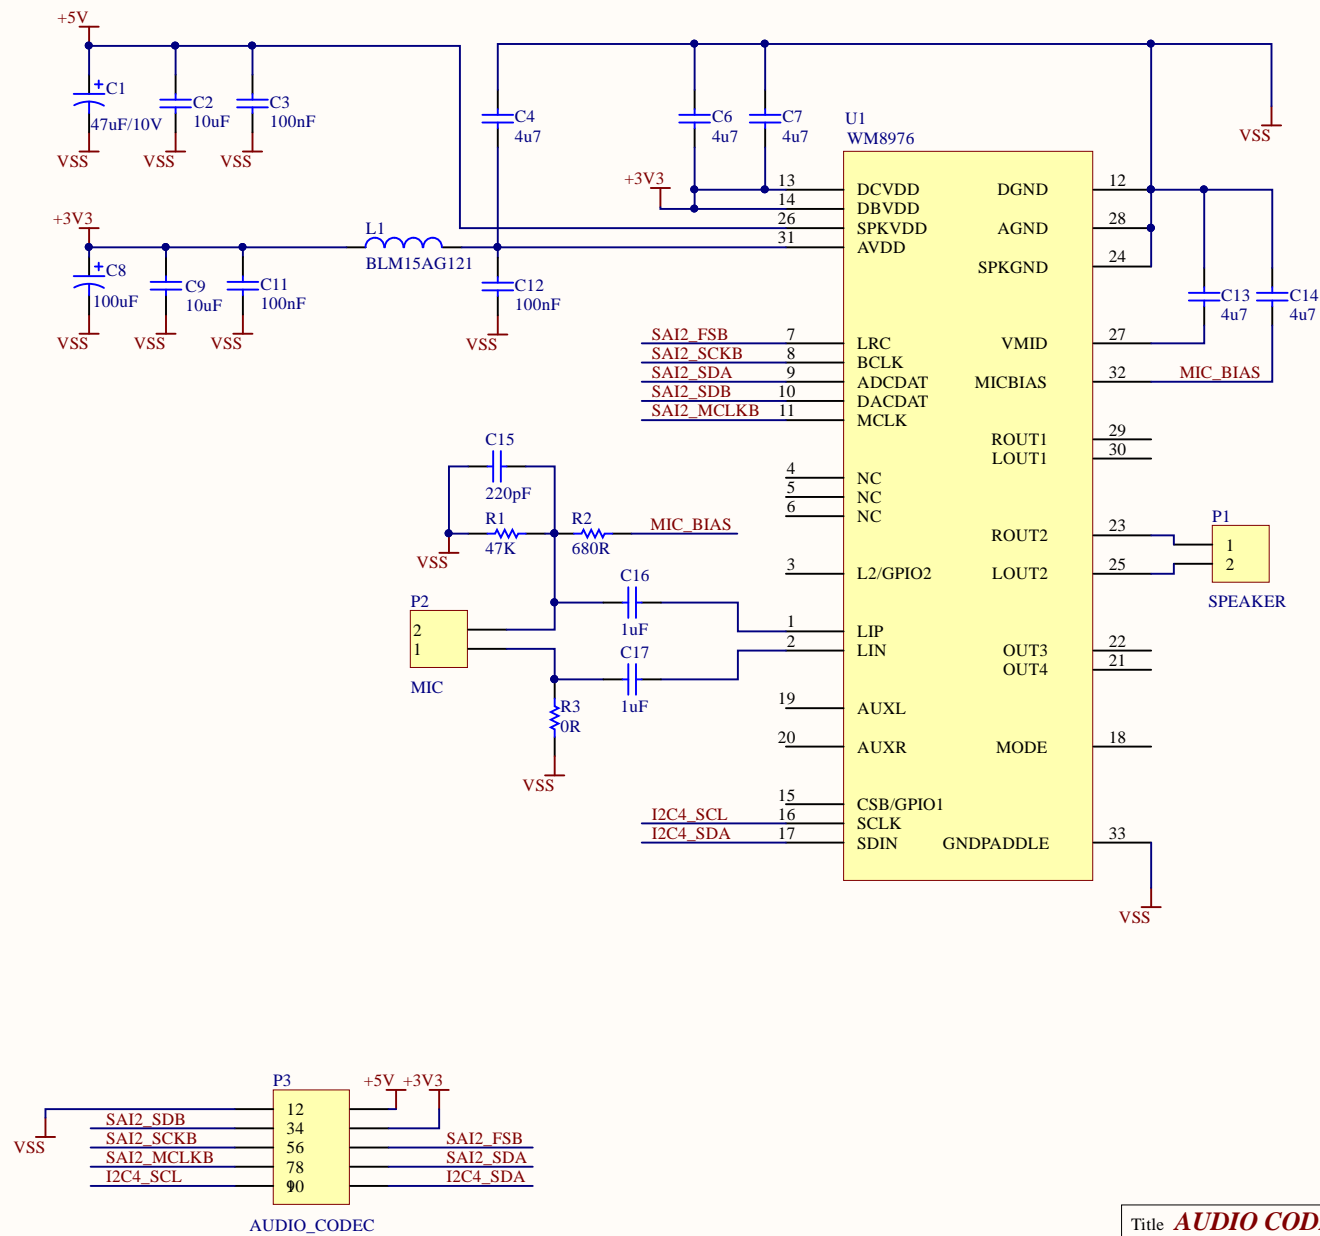 +5V
C1
47uF/10V
VSS
C2
10uF
VSS
C3
100nF
VSS
C4
4u7
C6
4u7
C7
4u7
U1
WM8976
VSS
+3V3
13 DCVDD
14 DBVDD
26 SPKVDD
31 AVDD
DGND 12
AGND 28
SPKGND 24
+3V3
C8
100uF
VSS
C9
10uF
VSS
C11
100nF
VSS
L1
BLM15AG121
C12
100nF
VSS
C13
4u7
C14
4u7
SAI2_FSB 7 LRC
SAI2_SCKB 8 BCLK
SAI2_SDA 9 ADCDAT
SAI2_SDB 10 DACDAT
SAI2_MCLKB 11 MCLK
VMID 27
MICBIAS 32 MIC_BIAS
ROUT1 29
LOUT1 30
4 NC
5 NC
6 NC
C15
220pF
R1
47K
VSS
R2
680R
MIC_BIAS
ROUT2 23
LOUT2 25
P1
1
2
SPEAKER
3 L2/GPIO2
C16
1uF
P2
2
1
MIC
1 LIP
2 LIN
C17
1uF
R3
0R
VSS
OUT3 22
OUT4 21
19 AUXL
20 AUXR
MODE 18
15 CSB/GPIO1
I2C4_SCL 16 SCLK
I2C4_SDA 17 SDIN
GNDPADDLE 33
VSS
P3
+5V +3V3
VSS
12
SAI2_SDB 34
SAI2_SCKB 56 SAI2_FSB
SAI2_MCLKB 78 SAI2_SDA
I2C4_SCL 90 I2C4_SDA
AUDIO_CODEC
Title AUDIO COD